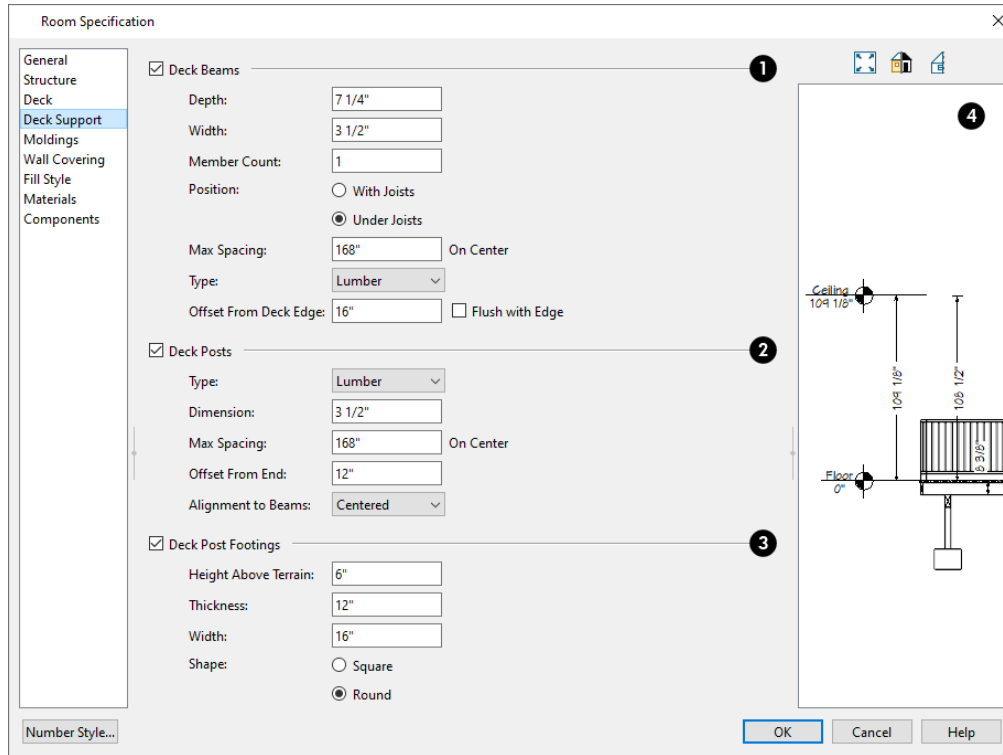 Room Specification
General
Structure
Deck
Deck Support
Moldings
Wall Covering
Fill Style
Materials
Components
Deck Beams 1
Depth: 7 1/4"
Width: 3 1/2"
Member Count: 1
Position: With Joists
Under Joists
Max Spacing: 168" On Center
Type: Lumber
Offset From Deck Edge: 16" Flush with Edge
Deck Posts 2
Type: Lumber
Dimension: 3 1/2"
Max Spacing: 168" On Center
Offset From End: 12"
Alignment to Beams: Centered
Deck Post Footings 3
Height Above Terrain: 6"
Thickness: 12"
Width: 16"
Shape: Square
Round
4
Ceiling
109 1/8"
109 1/8"
108 1/2"
8 3/8"
Floor
0"
Number Style...
OK Cancel Help